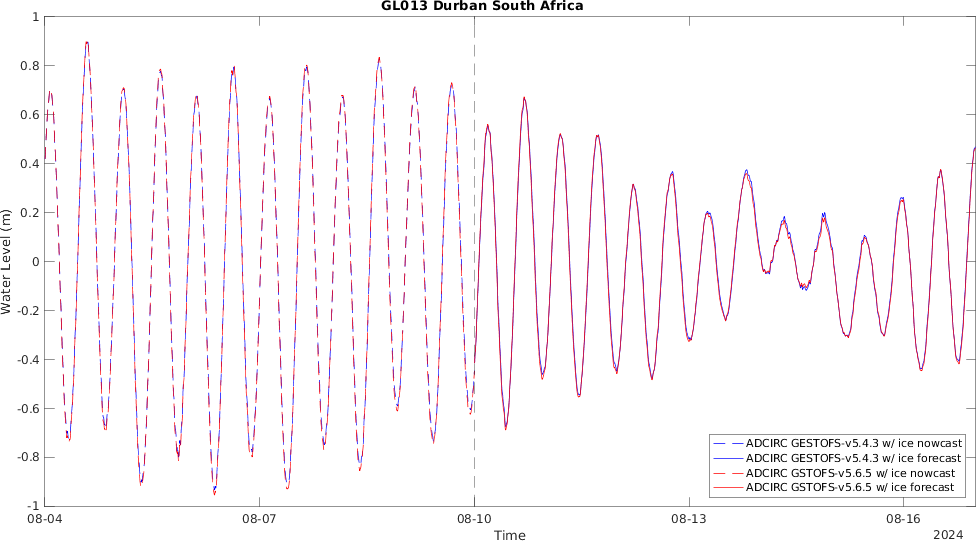 GL013 Durban South Africa
1
0.8
0.6
0.4
0.2
0
-0.2
-0.4
-0.6
-0.8
-1
Water Level (m)
08-04
08-07
08-10
08-13
08-16
Time
2024
ADCIRC GESTOFS-v5.4.3 w/ ice nowcast
ADCIRC GESTOFS-v5.4.3 w/ ice forecast
ADCIRC GSTOFS-v5.6.5 w/ ice nowcast
ADCIRC GSTOFS-v5.6.5 w/ ice forecast